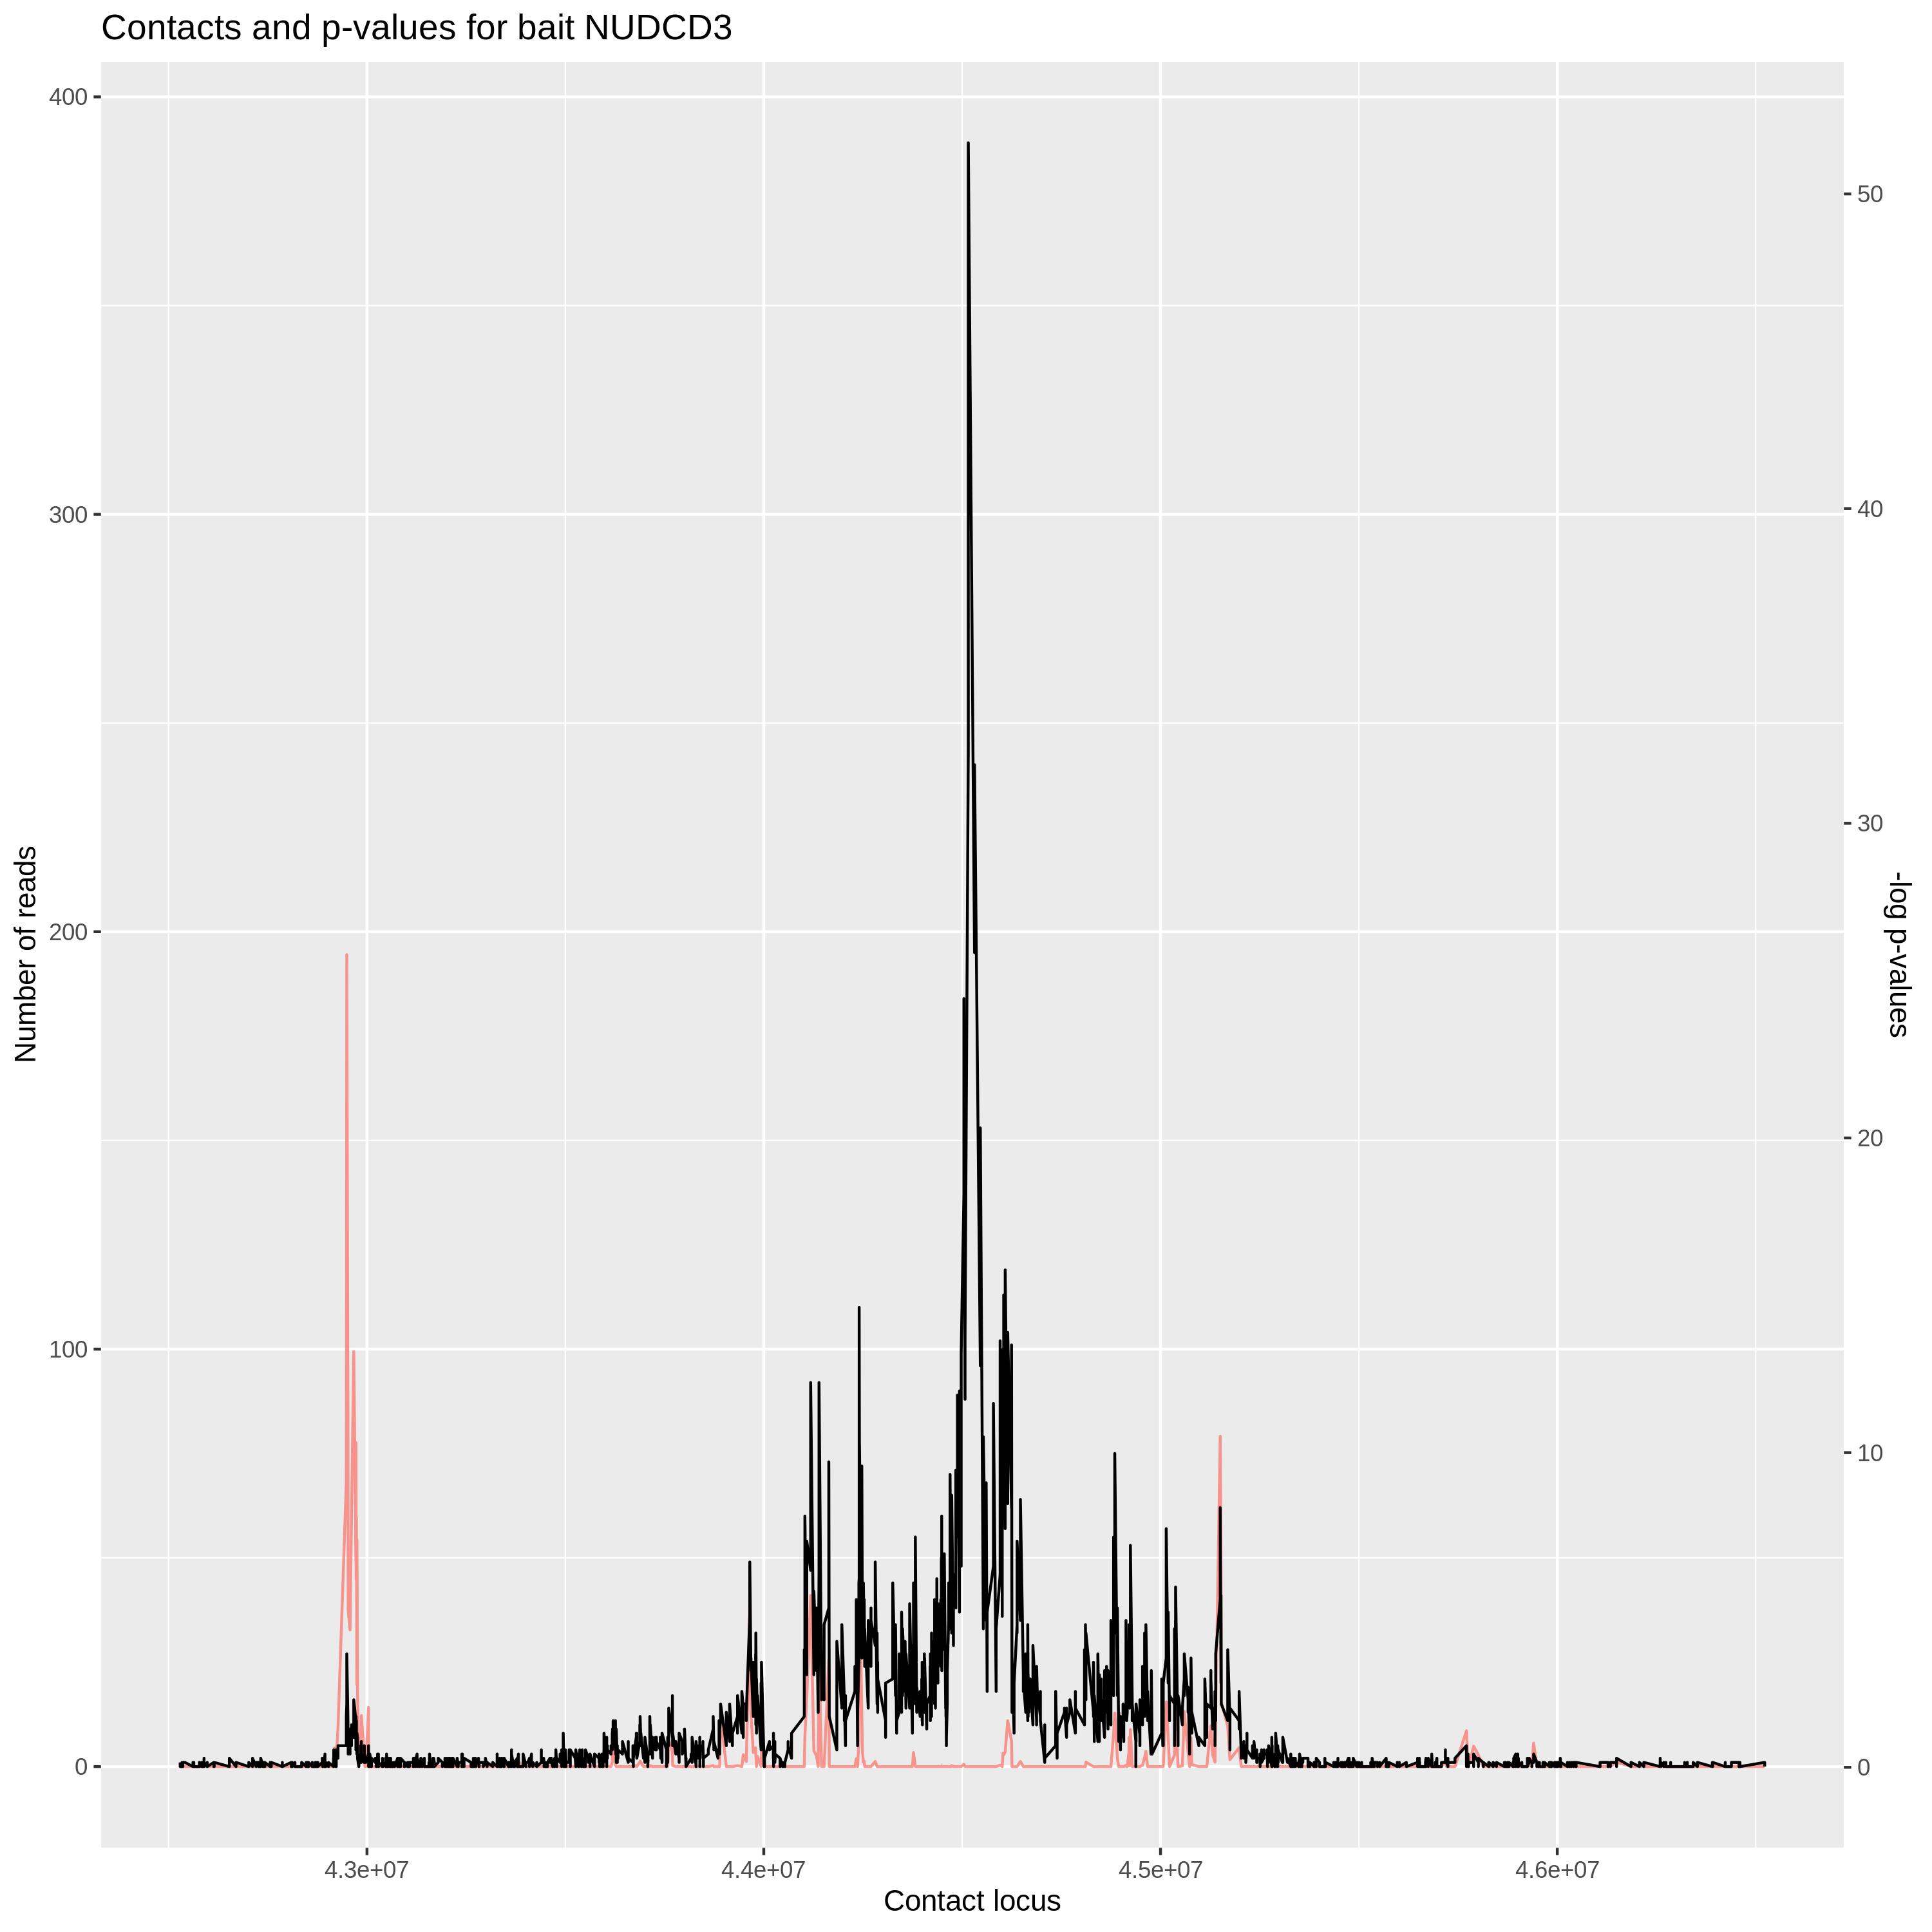 Contacts and p-values for bait NUDCD3
400
300
200
100
0
Number of reads
50
40
30
20
10
0
-log p-values
4.3e+07
4.4e+07
4.5e+07
4.6e+07
Contact locus